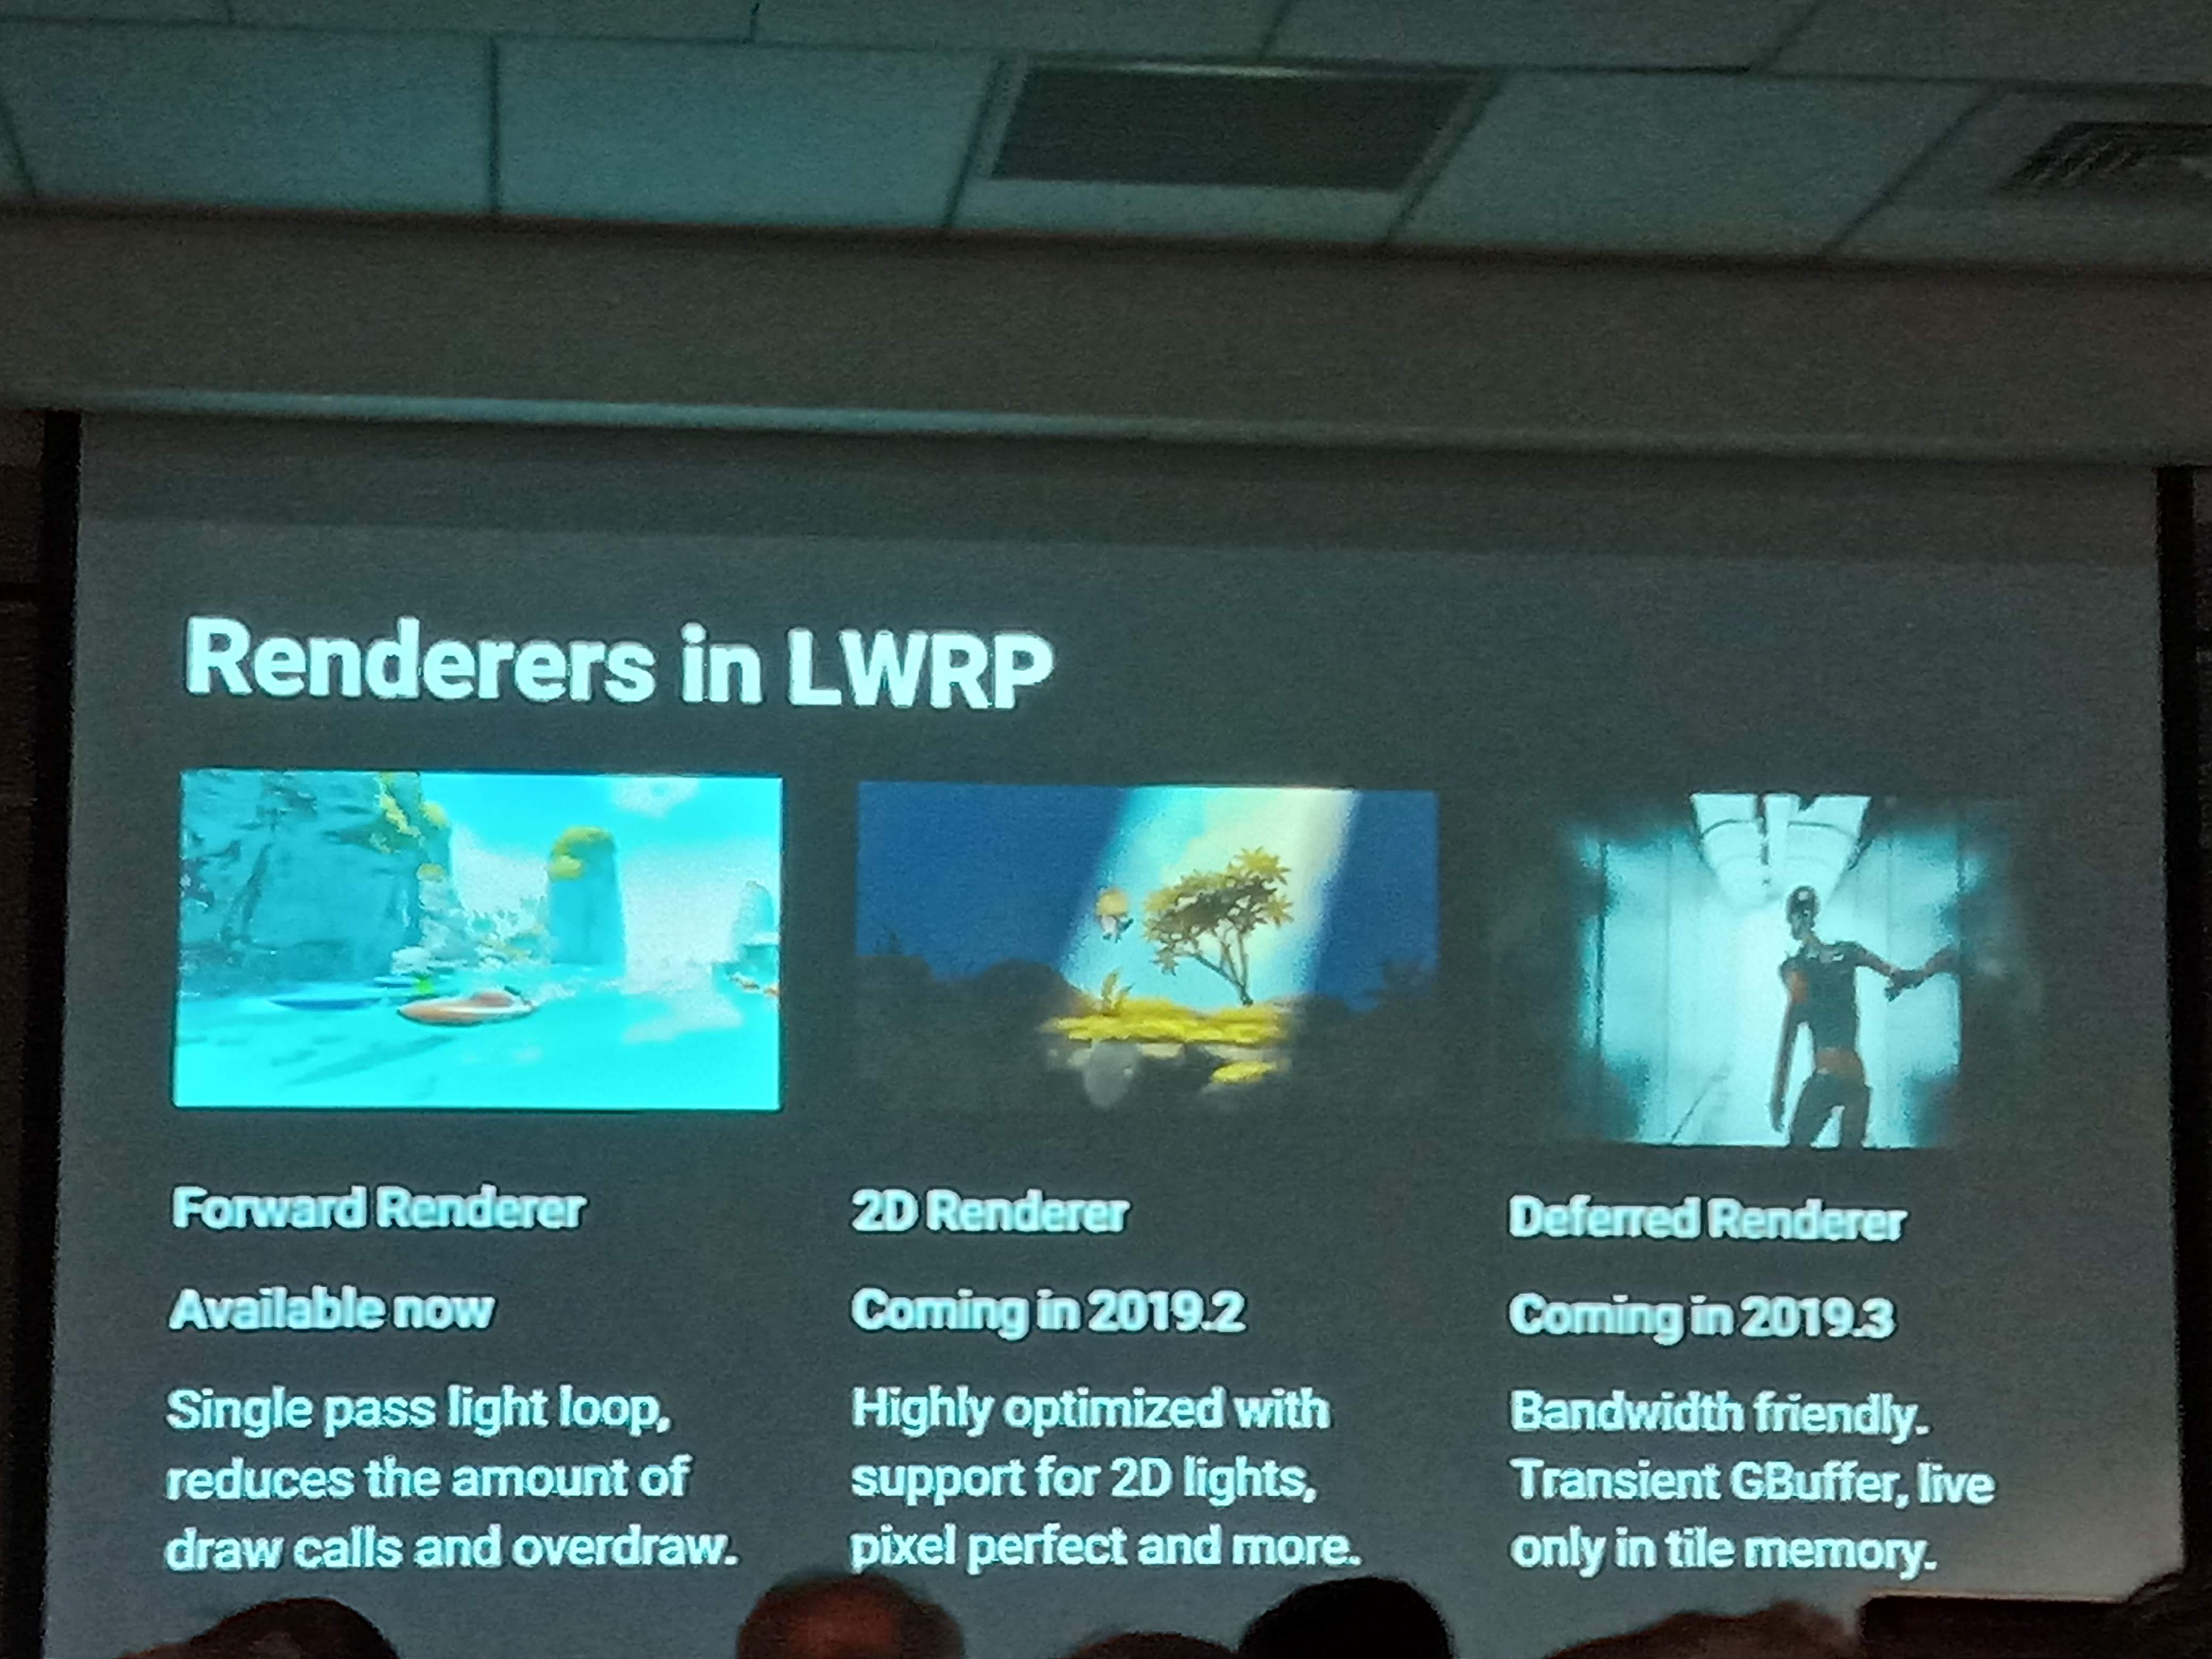 Renderers in LWRP
Forward Renderer
Available now
Single pass light loop,
reduces the amount of
draw calls and overdraw.
2D Renderer
Coming in 2019.2
Highly optimized with
support for 2D lights,
pixel perfect and more.
Deferred Renderer
Coming in 2019.3
Bandwidth friendly.
Transient GBuffer, live
only in tile memory.